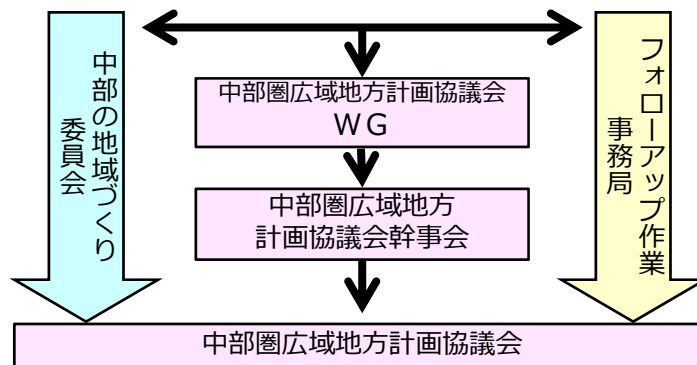 中部の地域づくり
委員会
中部圏広域地方計画協議会
ＷＧ
中部圏広域地方
計画協議会幹事会
フォローアップ作業
事務局
中部圏広域地方計画協議会